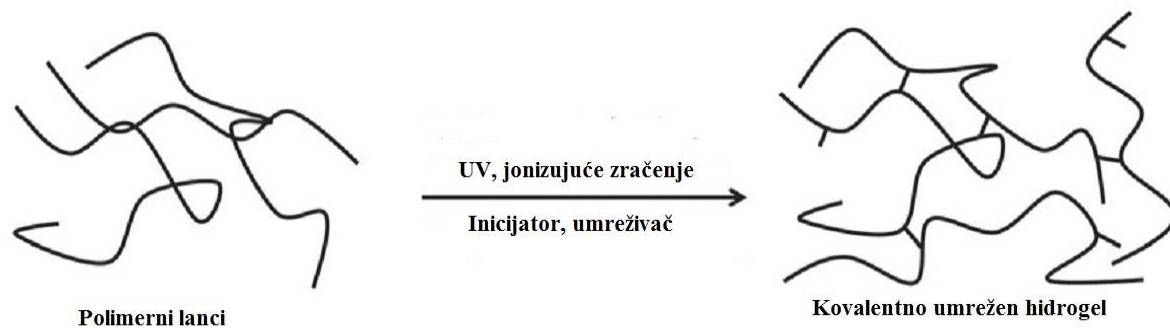 UV, jonizujuće zračenje
Inicijator, umreživač
Polimerni lanci
Kovalentno umrežen hidrogel